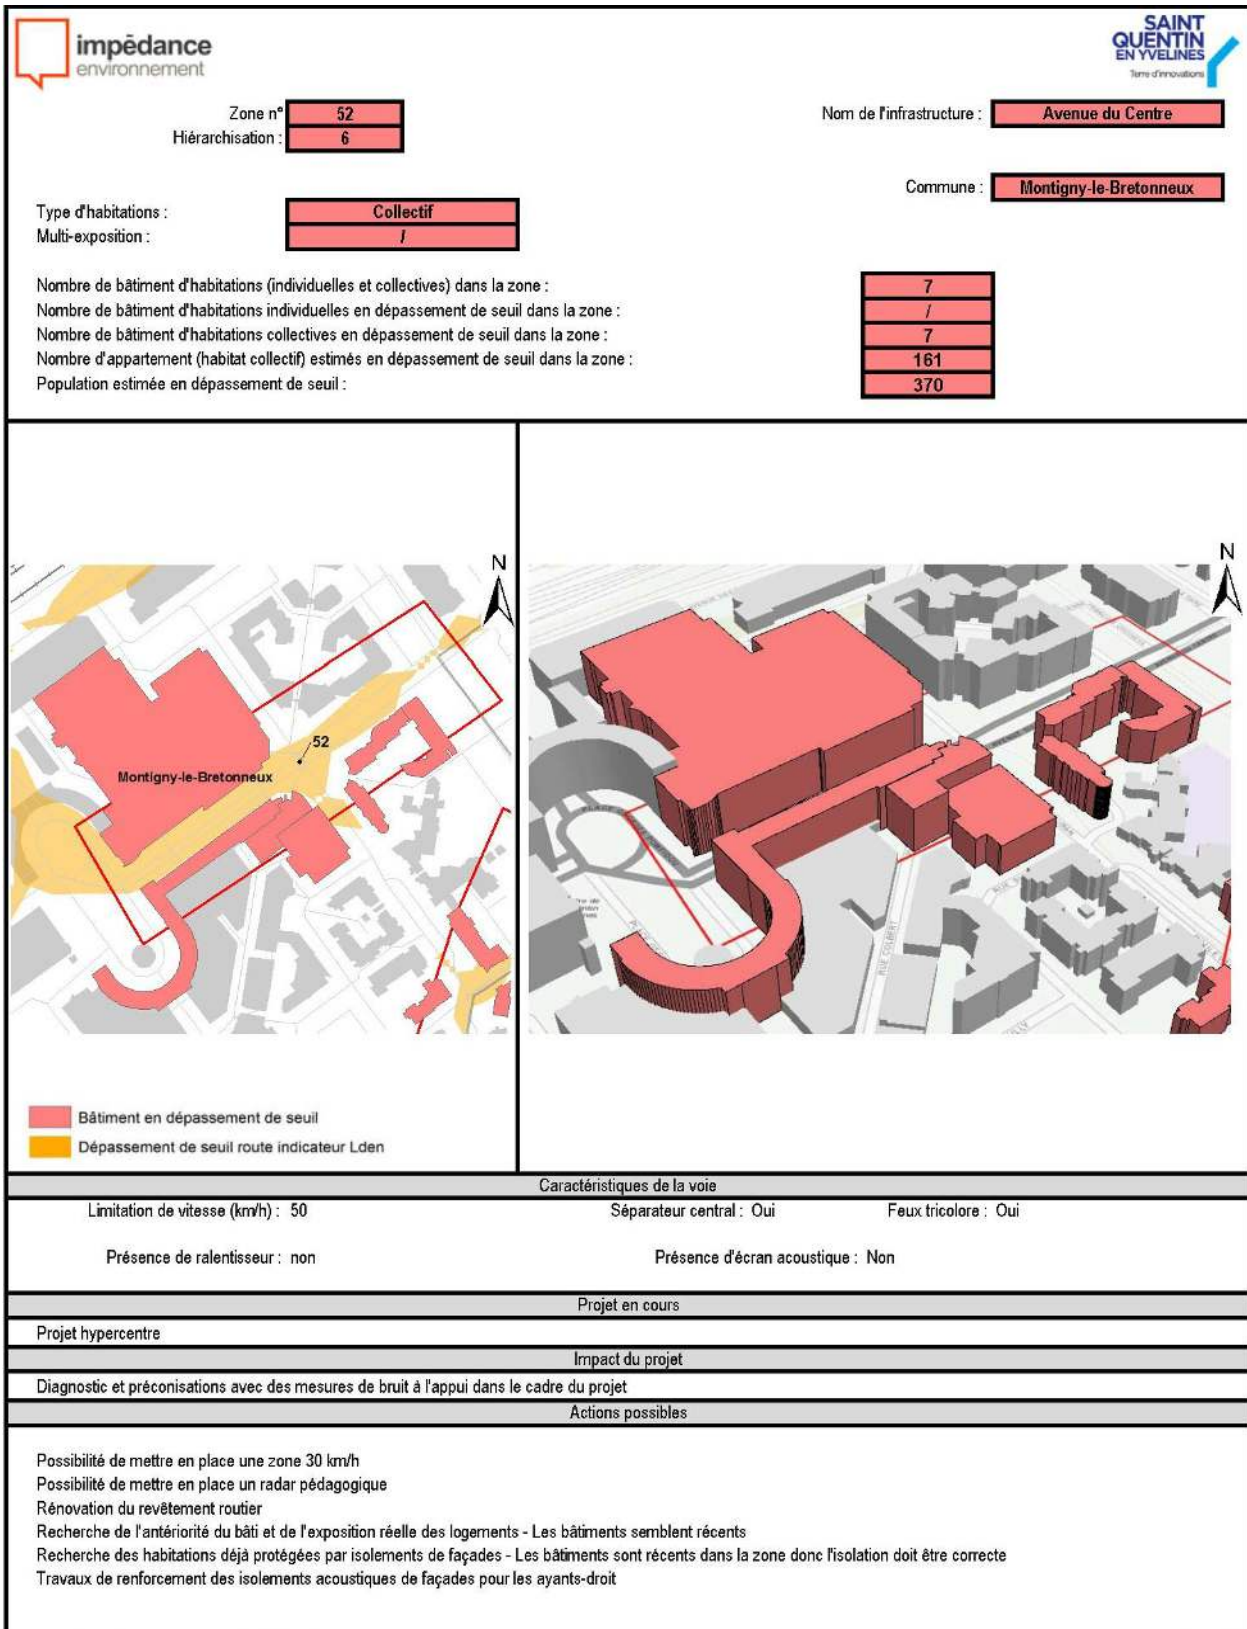 impēdance
environnement
SAINT
QUENTIN
EN YVELINES
Terre d'innovations
Zone n° 52
Hiérarchisation : 6
Nom de l'infrastructure : Avenue du Centre
Commune : Montigny-le-Bretonneux
Type d'habitations : Collectif
Multi-exposition : /
Nombre de bâtiment d'habitations (individuelles et collectives) dans la zone : 7
Nombre de bâtiment d'habitations individuelles en dépassement de seuil dans la zone : /
Nombre de bâtiment d'habitations collectives en dépassement de seuil dans la zone : 7
Nombre d'appartement (habitat collectif) estimés en dépassement de seuil dans la zone : 161
Population estimée en dépassement de seuil : 370
N
52
Montigny-le-Bretonneux
N
RUE COLBERT
Bâtiment en dépassement de seuil
Dépassement de seuil route indicateur Lden
Caractéristiques de la voie
Limitation de vitesse (km/h) : 50 Séparateur central : Oui Feux tricolore : Oui
Présence de ralentisseur : non Présence d'écran acoustique : Non
Projet en cours
Projet hypercentre
Impact du projet
Diagnostic et préconisations avec des mesures de bruit à l'appui dans le cadre du projet
Actions possibles
Possibilité de mettre en place une zone 30 km/h
Possibilité de mettre en place un radar pédagogique
Rénovation du revêtement routier
Recherche de l'antériorité du bâti et de l'exposition réelle des logements - Les bâtiments semblent récents
Recherche des habitations déjà protégées par isolements de façades - Les bâtiments sont récents dans la zone donc l'isolation doit être correcte
Travaux de renforcement des isolements acoustiques de façades pour les ayants-droit